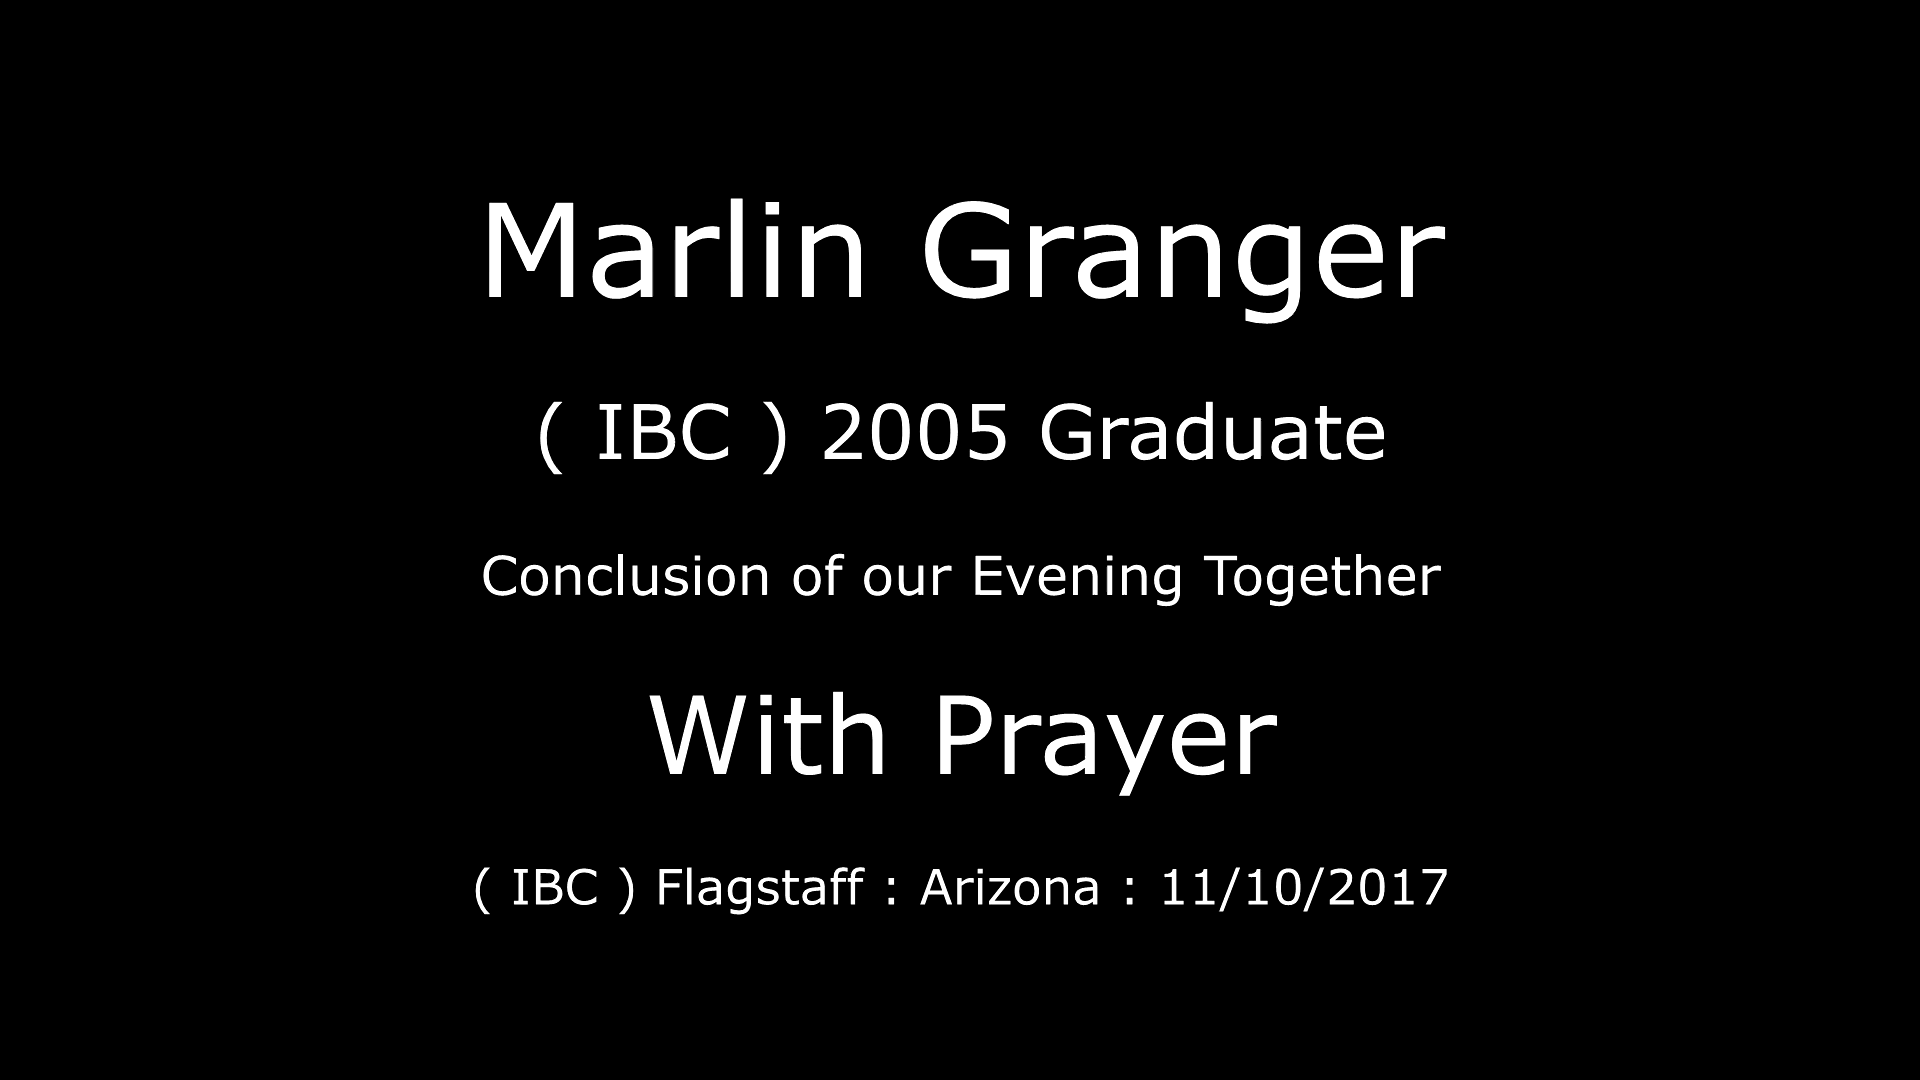 Marlin Granger
( IBC ) 2005 Graduate
Conclusion of our Evening Together
With Prayer
( IBC ) Flagstaff : Arizona : 11/10/2017